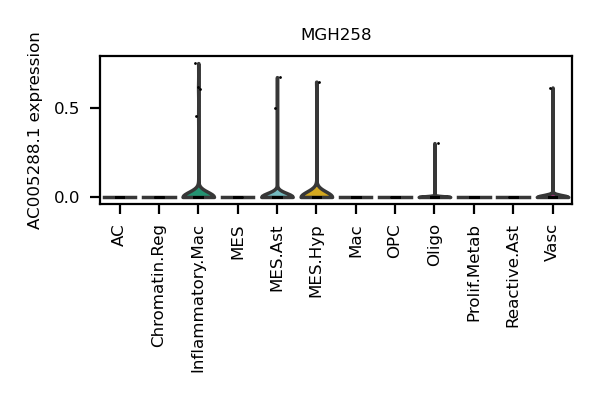 MGH258
AC005288.1 expression
0.5
0.0
AC
Chromatin.Reg
Inflammatory.Mac
MES
MES.Ast
MES.Hyp
Mac
OPC
Oligo
Prolif.Metab
Reactive.Ast
Vasc